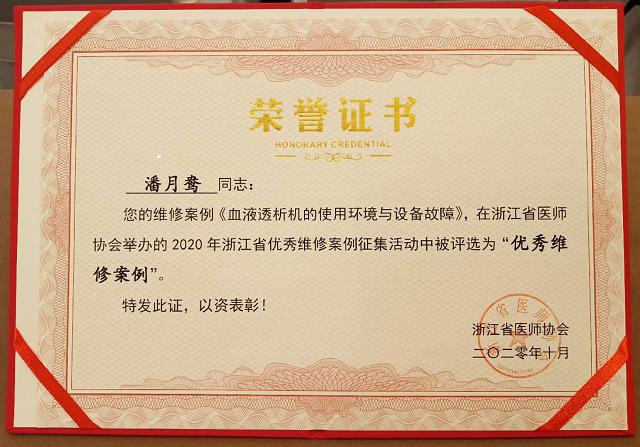 荣誉证书
HONORARY CREDENTIAL
潘月鸯 同志:
您的维修案例《血液透析机的使用环境与设备故障》,在浙江省医师
协会举办的 2020 年浙江省优秀维修案例征集活动中被评选为“优秀维
修案例”。
特发此证,以资表彰!
浙江省医师协会
二〇二零年十月